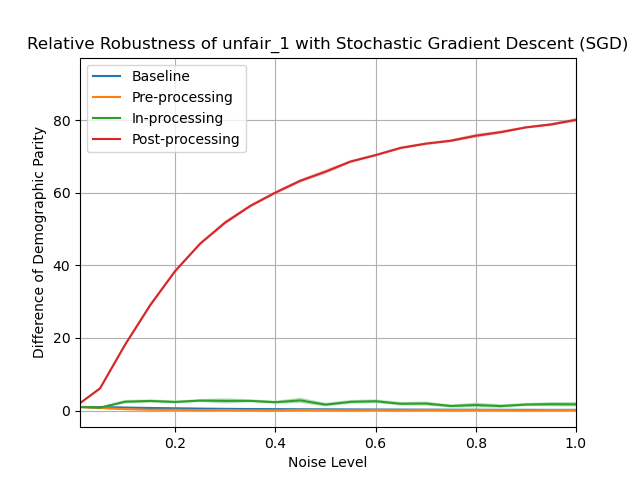 Relative Robustness of unfair_1 with Stochastic Gradient Descent (SGD)
Baseline
Pre-processing
In-processing
Post-processing
Difference of Demographic Parity
80
60
40
20
0
0.2
0.4
0.6
0.8
1.0
Noise Level